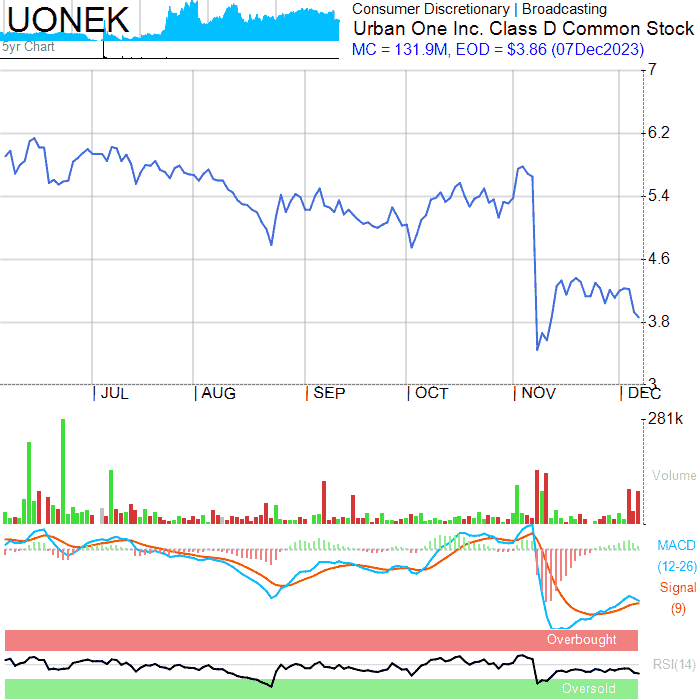 UONEK
5yr Chart
Consumer Discretionary | Broadcasting
Urban One Inc. Class D Common Stock
MC = 131.9M, EOD = $3.86 (07Dec2023)
7
6.2
5.4
4.6
3.8
3
JUL AUG SEP OCT NOV DEC
281k
Volume
MACD
(12-26)
Signal
(9)
Overbought
RSI(14)
Oversold